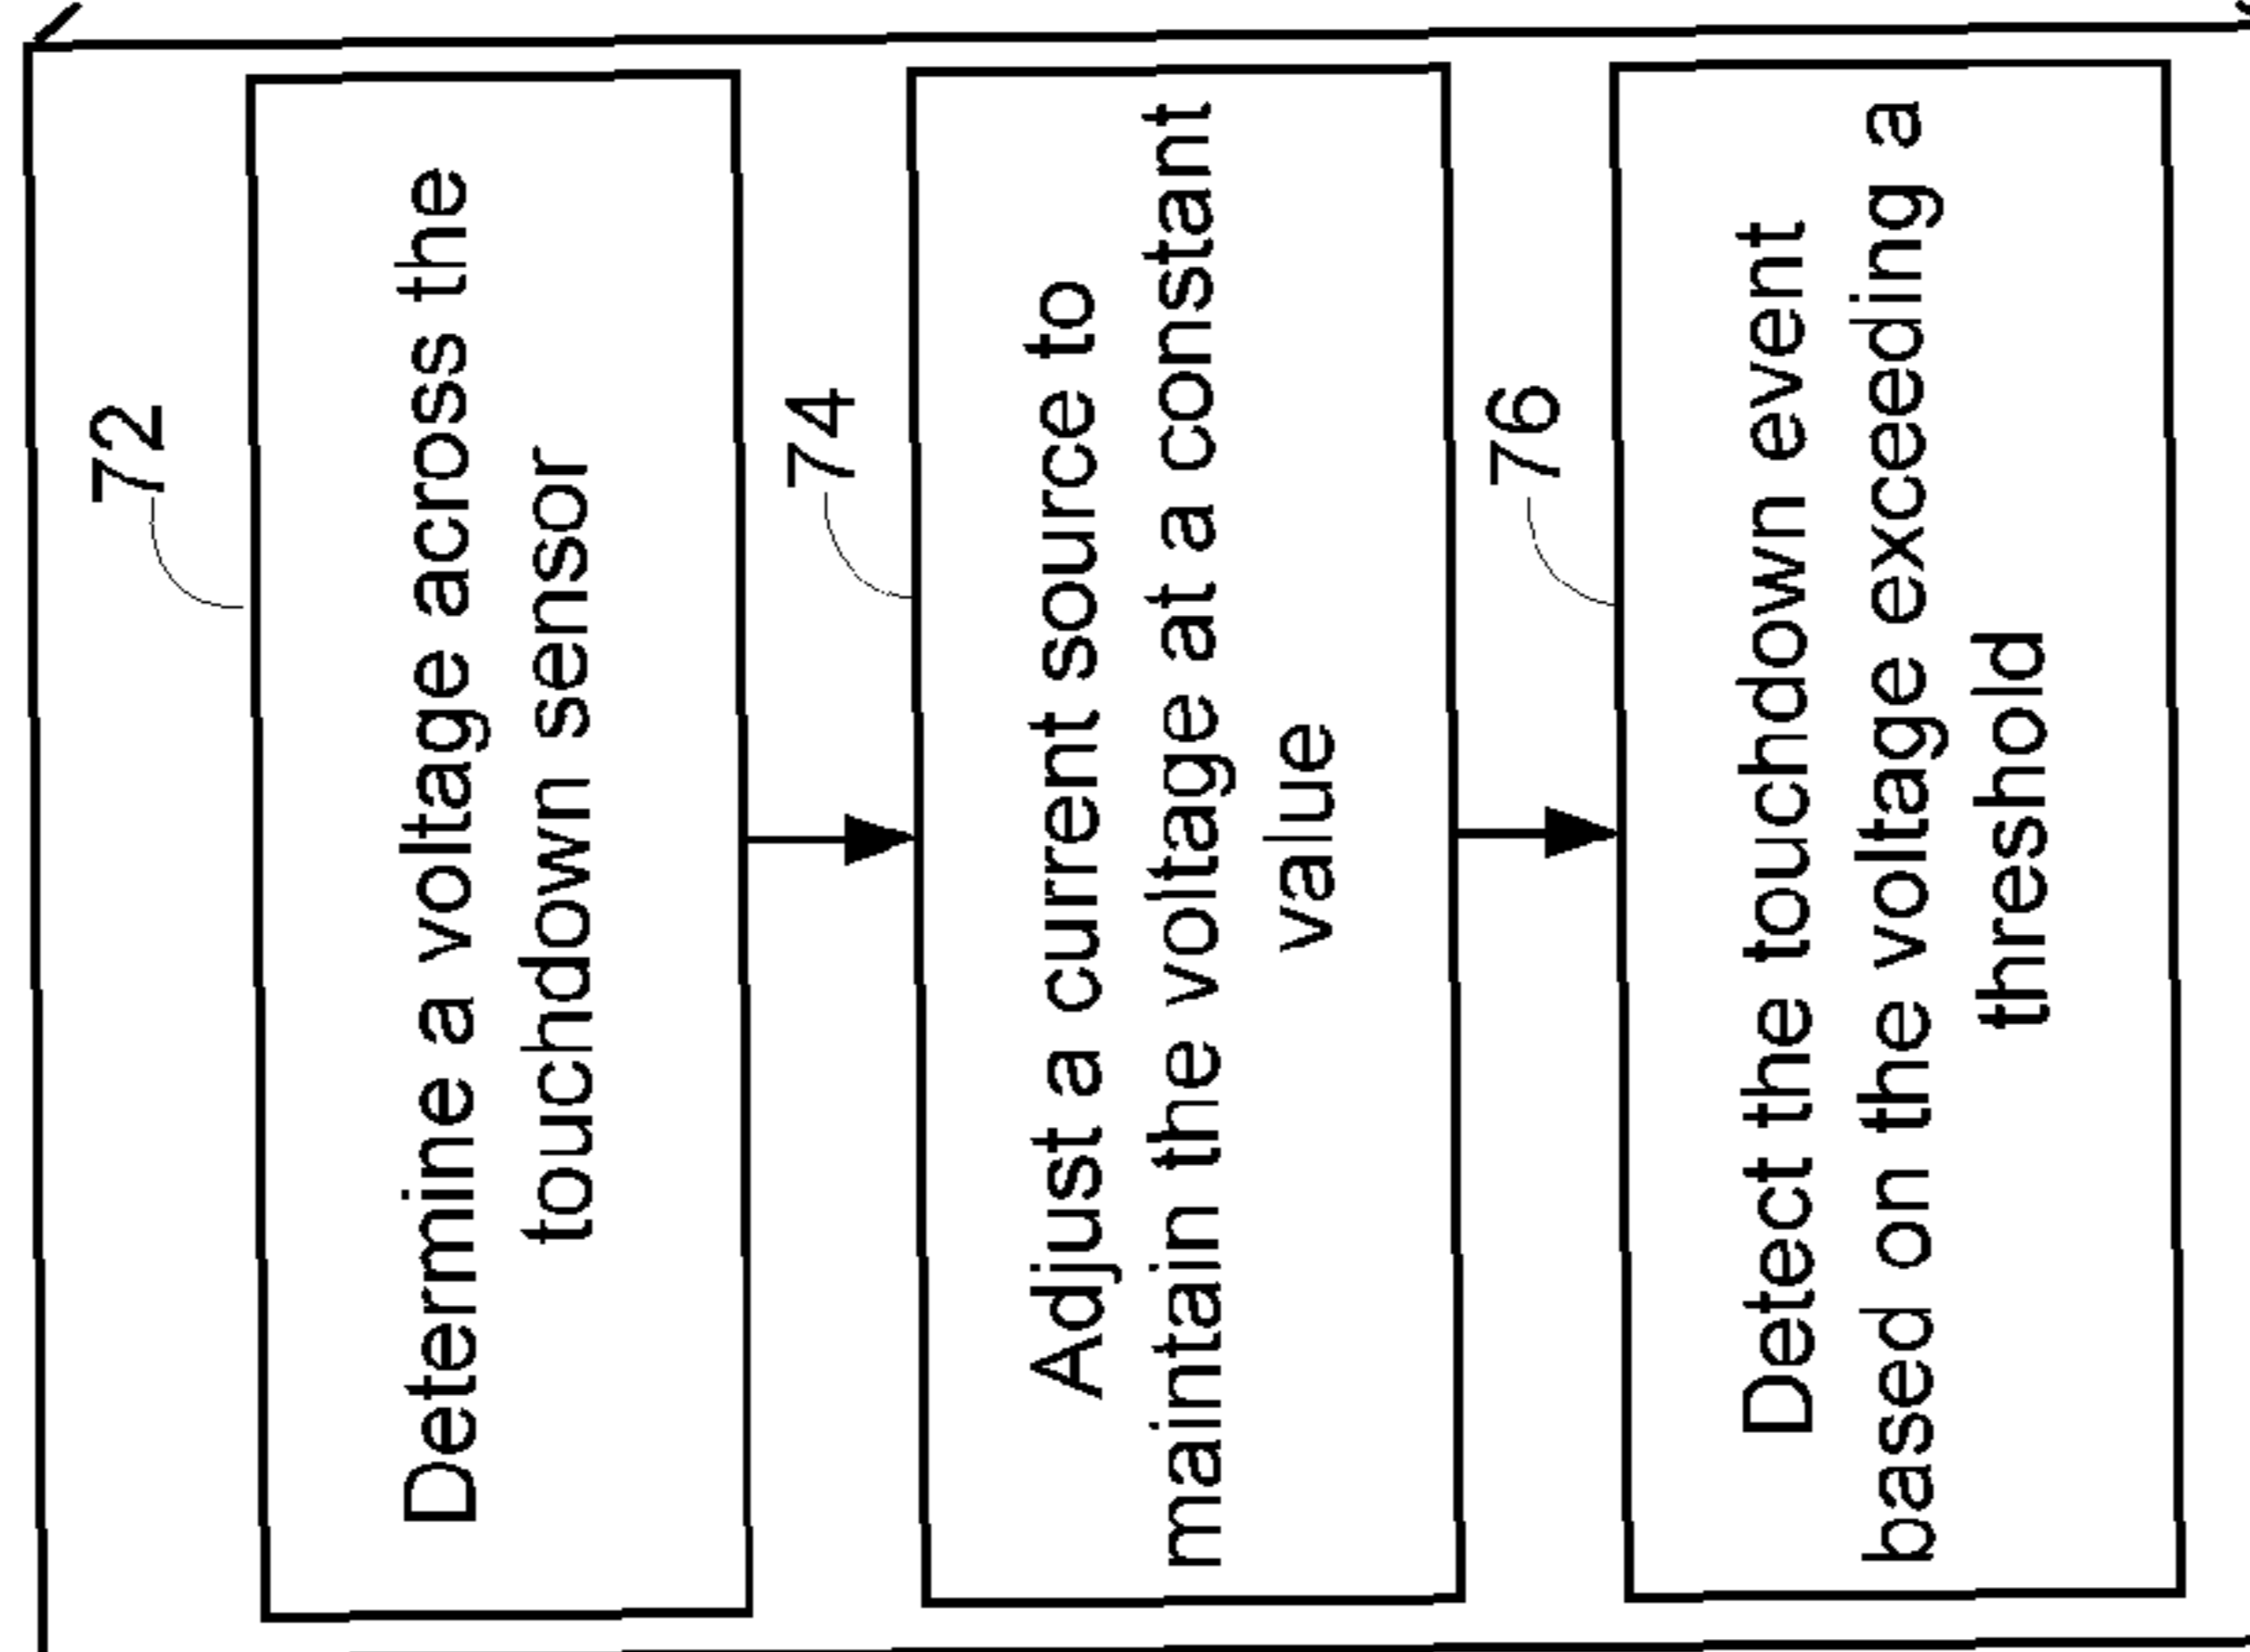 72
Determine a voltage across the
touchdown sensor
74
Adjust a current source to
maintain the voltage at a constant
value
76
Detect the touchdown event
based on the voltage exceeding a
threshold